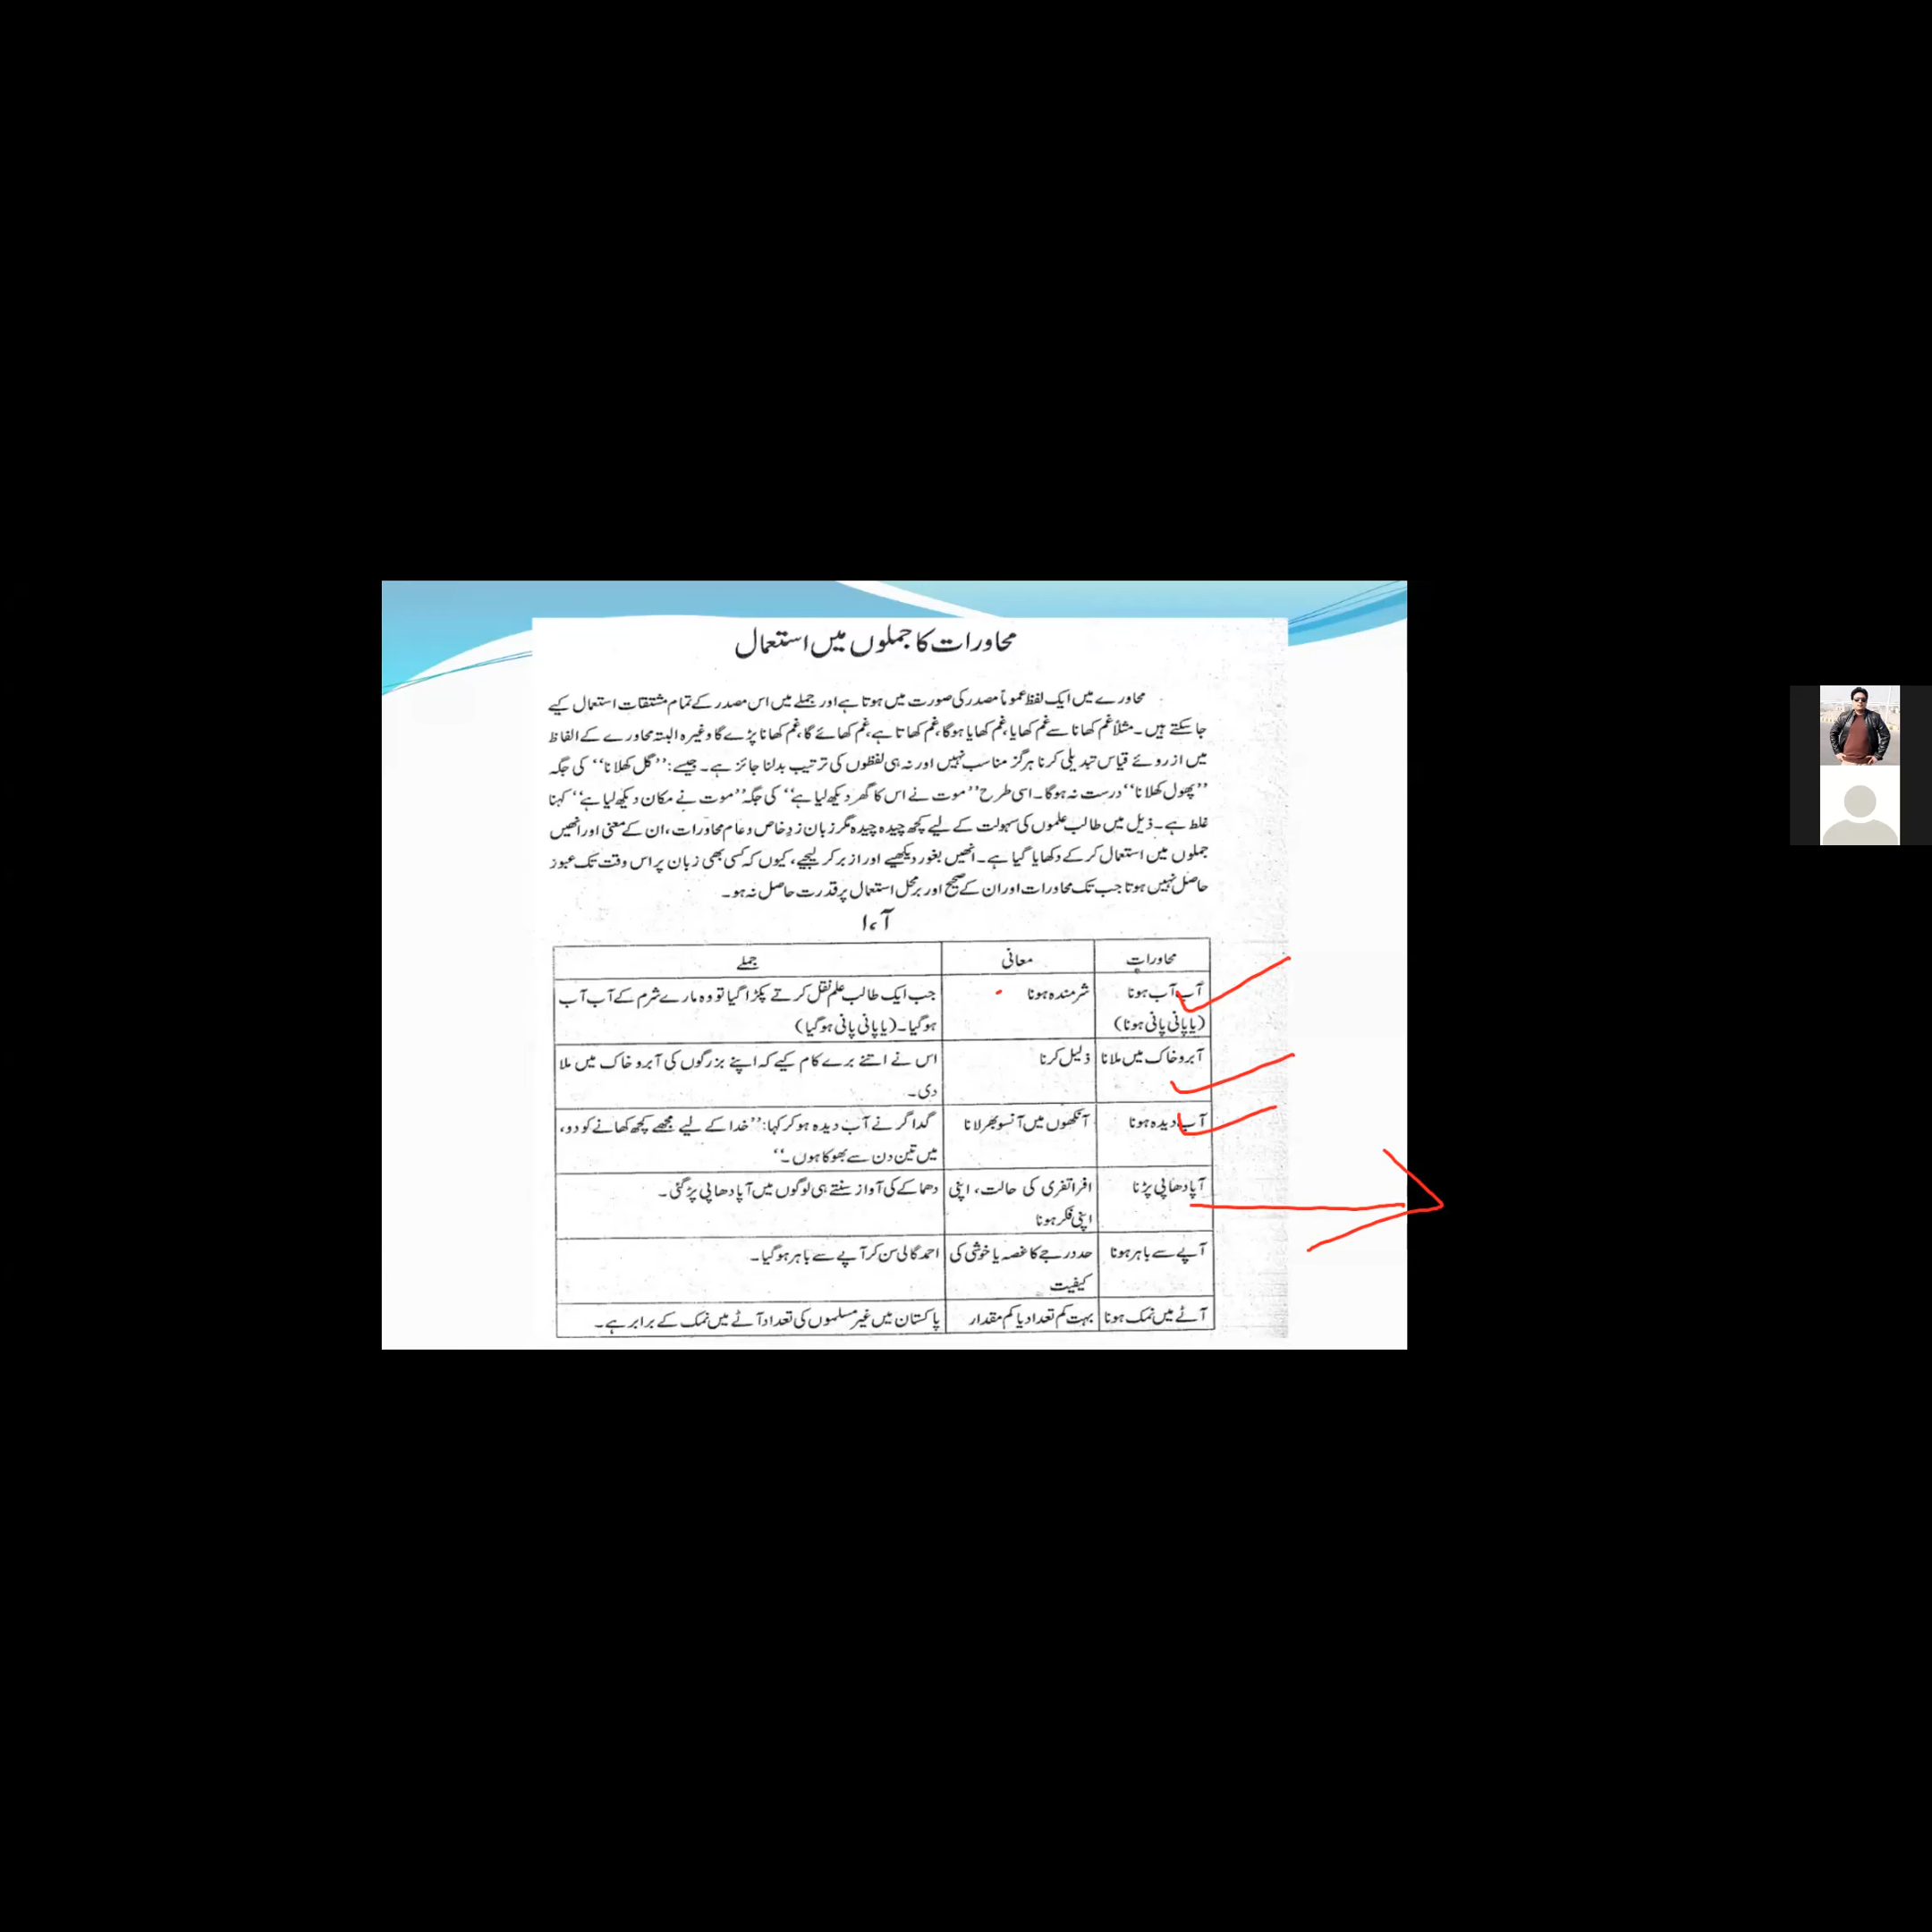 محاورات کا جملوں میں استعمال
محاورے میں ایک لفظ عموماً مصدر کی صورت میں ہوتا ہے اور جملے میں اس مصدر کے تمام مشتقات استعمال کیے
جا سکتے ہیں۔ مثلاً غم کھانا سے غم کھایا، غم کھایا ہوگا، غم کھاتا ہے، غم کھائے گا، غم کھانا پڑے گا وغیرہ البتہ محاورے کے الفاظ
میں از روئے قیاس تبدیلی کرنا ہرگز مناسب نہیں اور نہ ہی لفظوں کی ترتیب بدلنا جائز ہے۔ جیسے: ’’گل کھلانا‘‘ کی جگہ
’’پھول کھلانا‘‘ درست نہ ہوگا۔ اسی طرح ’’موت نے اس کا گھر دیکھ لیا ہے‘‘ کی جگہ ’’موت نے مکان دیکھ لیا ہے‘‘ کہنا
غلط ہے۔ ذیل میں طالب علموں کی سہولت کے لیے کچھ چیدہ چیدہ مگر زبان زدِ خاص و عام محاورات، ان کے معنی اور انھیں
جملوں میں استعمال کر کے دکھایا گیا ہے۔ انھیں بغور دیکھیے اور ازبر کر لیجیے، کیوں کہ کسی بھی زبان پر اس وقت تک عبور
حاصل نہیں ہوتا جب تک محاورات اور ان کے صحیح اور برمحل استعمال پر قدرت حاصل نہ ہو۔
آ، ا
محاورات معانی جملے
آب آب ہونا شرمندہ ہونا جب ایک طالب علم نقل کرتے پکڑا گیا تو وہ مارے شرم کے آب آب
(یا پانی پانی ہونا) ہوگیا۔ (یا پانی پانی ہوگیا)
آبرو خاک میں ملانا ذلیل کرنا اس نے اتنے برے کام کیے کہ اپنے بزرگوں کی آبرو خاک میں ملا
دی۔
آب دیدہ ہونا آنکھوں میں آنسو بھر لانا گداگر نے آب دیدہ ہو کر کہا: ’’خدا کے لیے مجھے کچھ کھانے کو دو،
میں تین دن سے بھوکا ہوں۔‘‘
آپا دھاپی پڑنا افراتفری کی حالت، اپنی دھماکے کی آواز سنتے ہی لوگوں میں آپا دھاپی پڑ گئی۔
اپنی فکر ہونا
آپے سے باہر ہونا حد درجے کا غصہ یا خوشی کی احمد گالی سن کر آپے سے باہر ہوگیا۔
کیفیت
آٹے میں نمک ہونا بہت کم تعداد یا کم مقدار پاکستان میں غیر مسلموں کی تعداد آٹے میں نمک کے برابر ہے۔